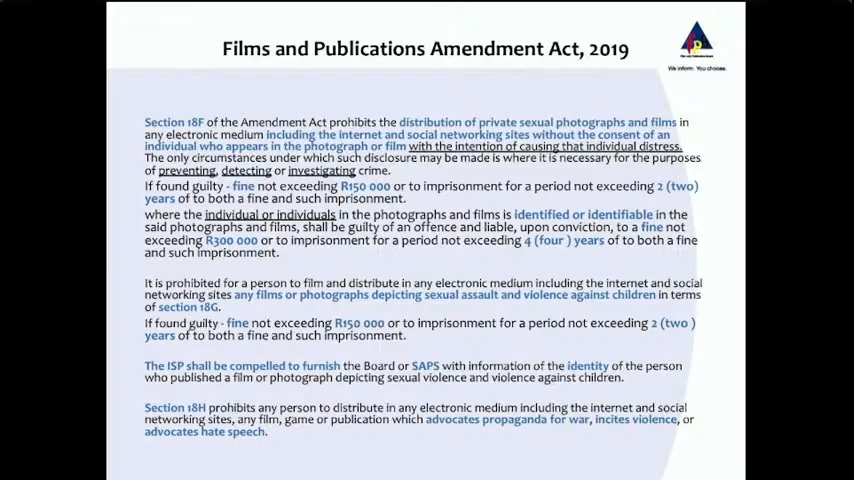 Films and Publications Amendment Act, 2019
We inform. You choose.
Section 18F of the Amendment Act prohibits the distribution of private sexual photographs and films in
any electronic medium including the internet and social networking sites without the consent of an
individual who appears in the photograph or film with the intention of causing that individual distress.
The only circumstances under which such disclosure may be made is where it is necessary for the purposes
of preventing, detecting or investigating crime.
If found guilty - fine not exceeding R150 000 or to imprisonment for a period not exceeding 2 (two)
years of to both a fine and such imprisonment.
where the individual or individuals in the photographs and films is identified or identifiable in the
said photographs and films, shall be guilty of an offence and liable, upon conviction, to a fine not
exceeding R300 000 or to imprisonment for a period not exceeding 4 (four ) years of to both a fine
and such imprisonment.
It is prohibited for a person to film and distribute in any electronic medium including the internet and social
networking sites any films or photographs depicting sexual assault and violence against children in terms
of section 18G.
If found guilty - fine not exceeding R150 000 or to imprisonment for a period not exceeding 2 (two )
years of to both a fine and such imprisonment.
The ISP shall be compelled to furnish the Board or SAPS with information of the identity of the person
who published a film or photograph depicting sexual violence and violence against children.
Section 18H prohibits any person to distribute in any electronic medium including the internet and social
networking sites, any film, game or publication which advocates propaganda for war, incites violence, or
advocates hate speech.